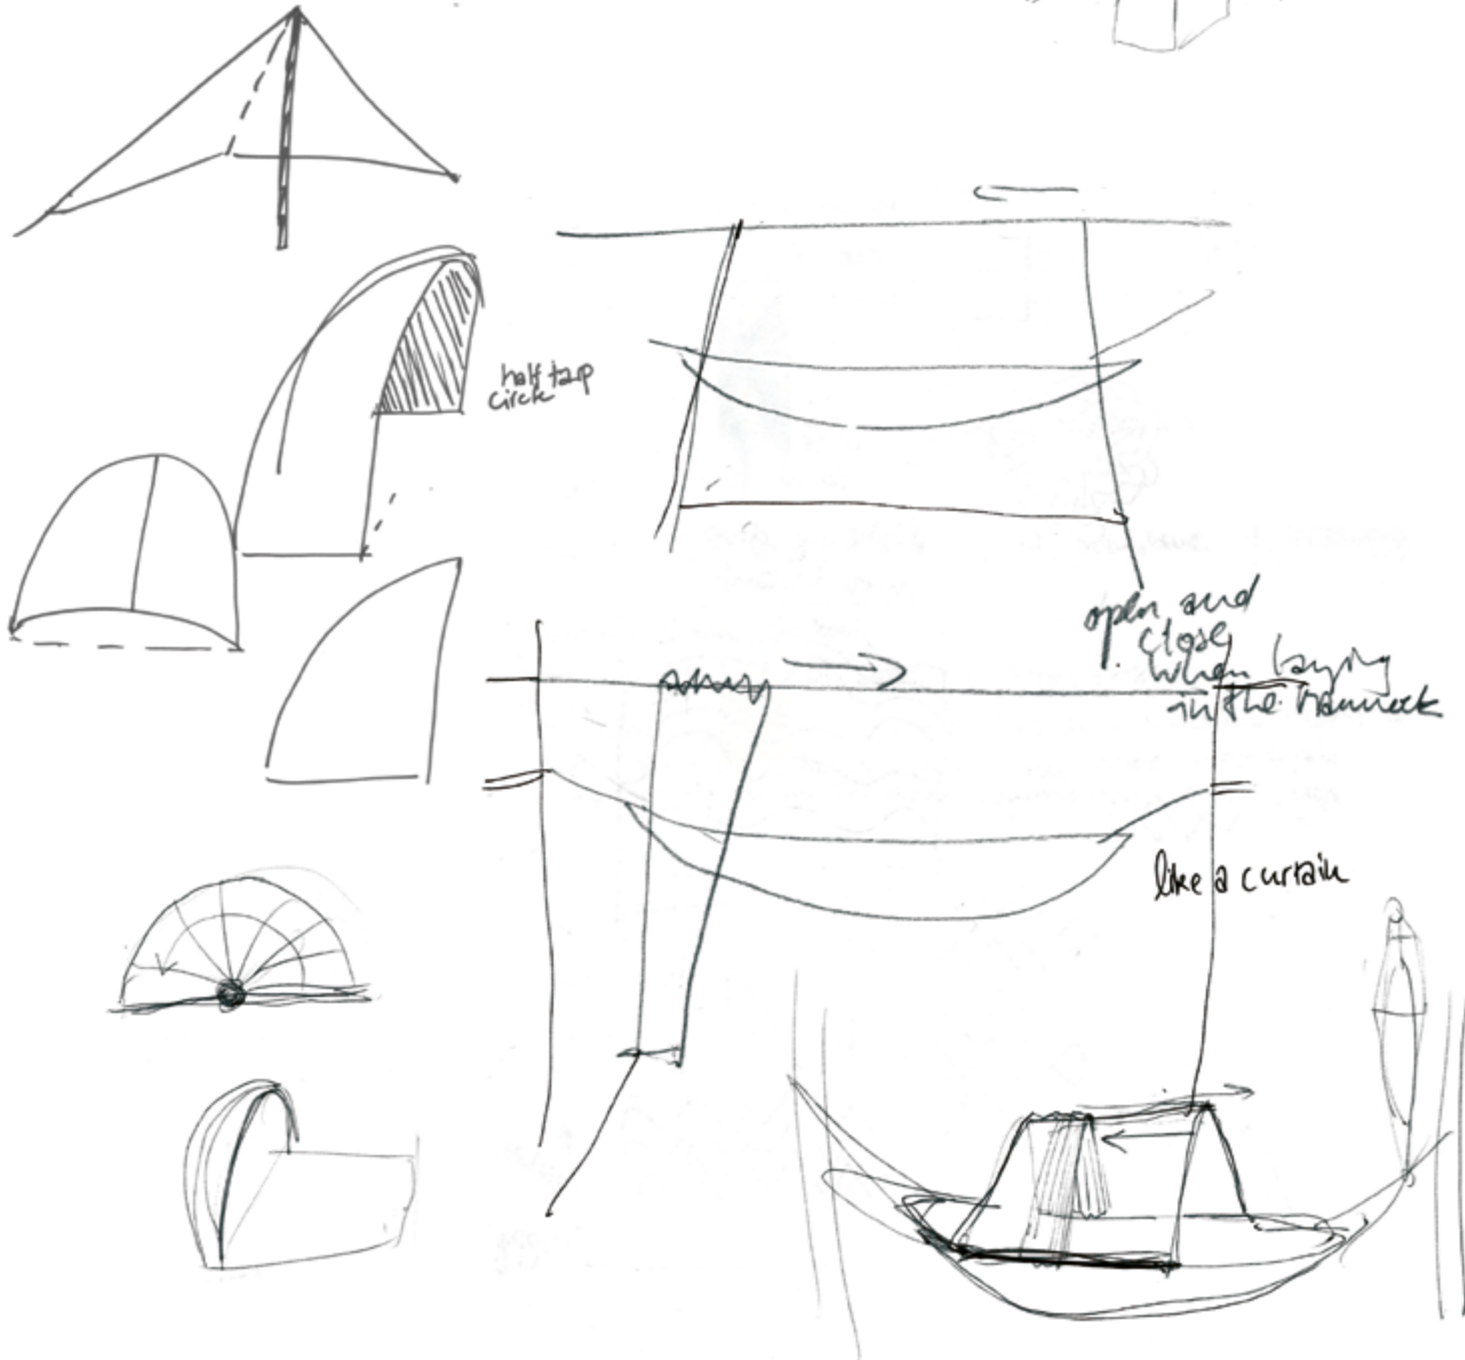 half tarp
circle
open and
close
when laying
in the hammock
like a curtain